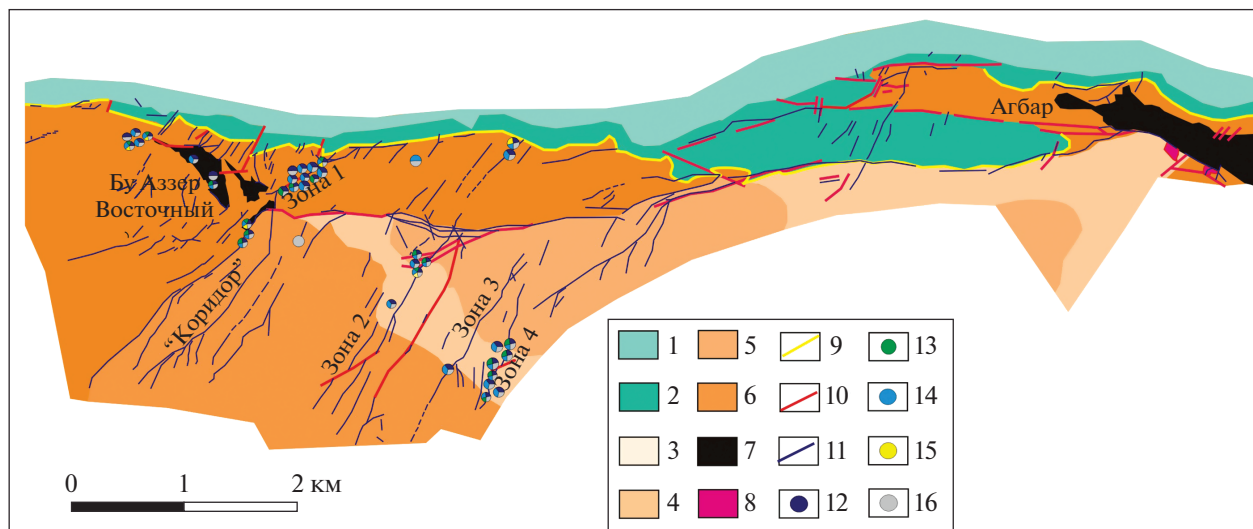 Агбар
Бу Аззер
Восточный
Зона 1
"Коридор"
Зона 2
Зона 3
Зона 4
0 1 2 км
1 5 9 13
2 6 10 14
3 7 11 15
4 8 12 16